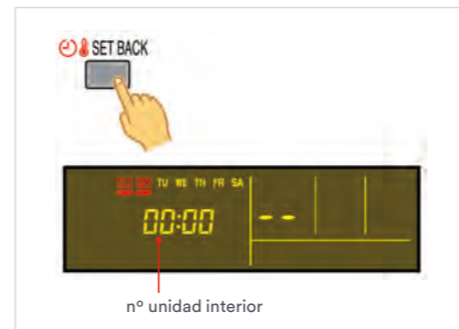 SET BACK
SU MO TU WE TH FR SA
00:00
--
nº unidad interior